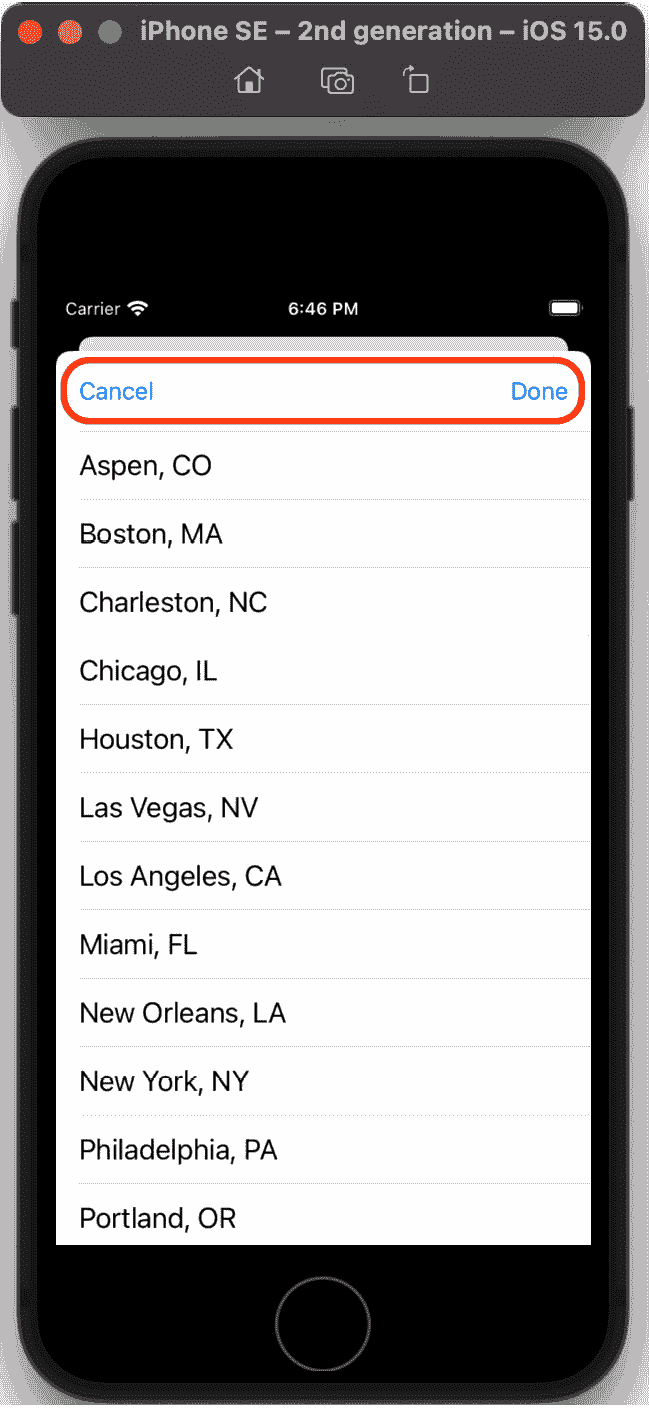 iPhone SE – 2nd generation – iOS 15.0
Carrier 6:46 PM
Cancel Done
Aspen, CO
Boston, MA
Charleston, NC
Chicago, IL
Houston, TX
Las Vegas, NV
Los Angeles, CA
Miami, FL
New Orleans, LA
New York, NY
Philadelphia, PA
Portland, OR